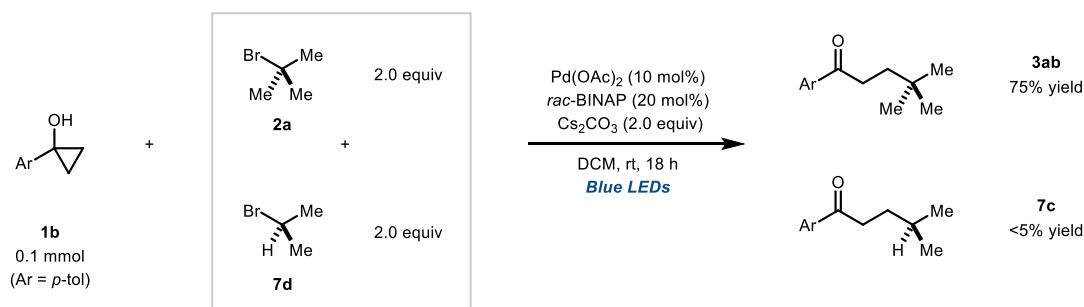 OH
Ar
1b
0.1 mmol
(Ar = p-tol)
+
Br
Me
Me
Me
2a
2.0 equiv
+
Br
Me
H
Me
7d
2.0 equiv
Pd(OAc)2 (10 mol%)
rac-BINAP (20 mol%)
Cs2CO3 (2.0 equiv)
DCM, rt, 18 h
Blue LEDs
O
Ar
Me
Me
Me
3ab
75% yield
O
Ar
Me
H
Me
7c
<5% yield